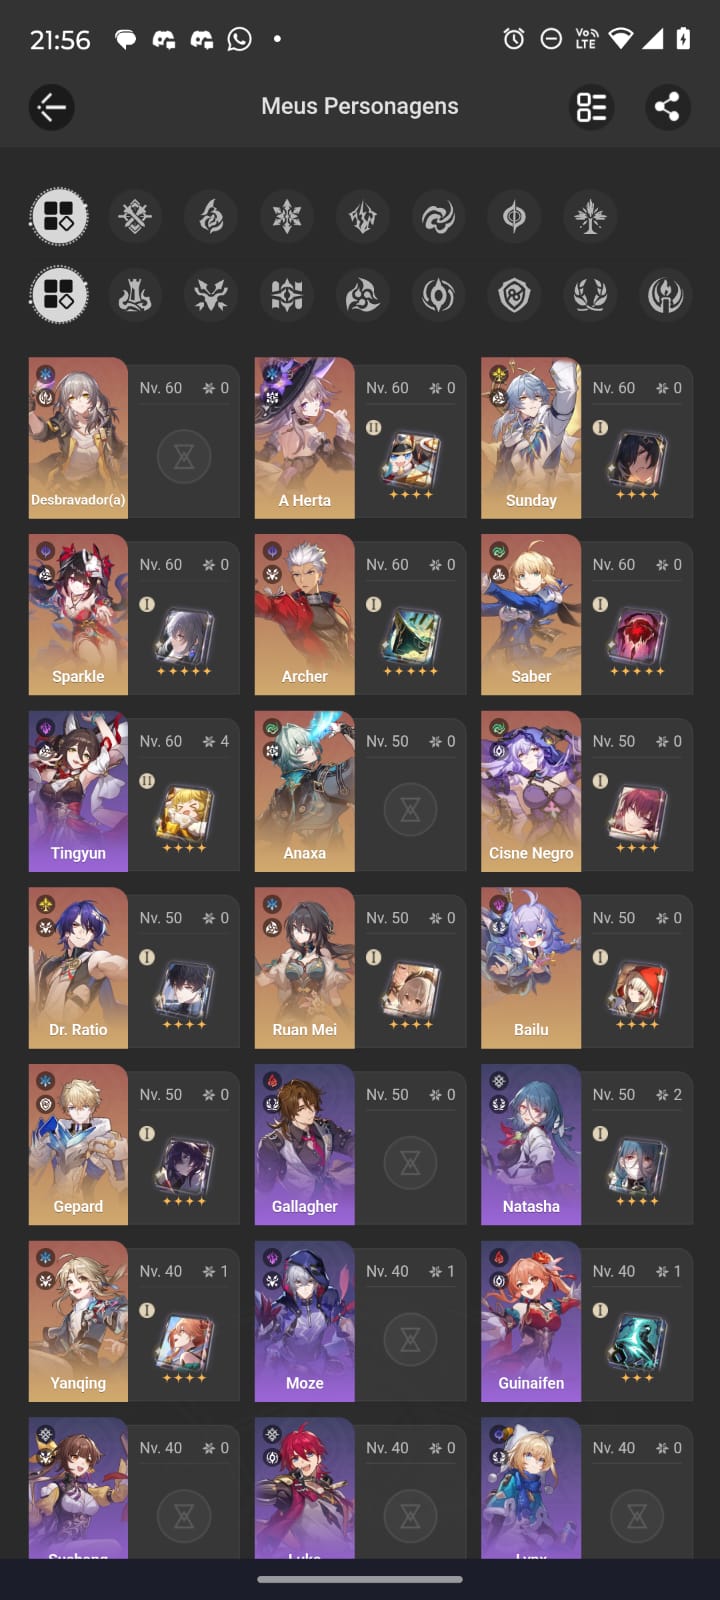 21:56
Vo)) LTE
Meus Personagens
Nv. 60 0
Desbravador(a)
Nv. 60 0
II
A Herta
Nv. 60 0
I
Sunday
Nv. 60 0
I
Sparkle
Nv. 60 0
I
Archer
Nv. 60 0
I
Saber
Nv. 60 4
II
Tingyun
Nv. 50 0
Anaxa
Nv. 50 0
I
Cisne Negro
Nv. 50 0
I
Dr. Ratio
Nv. 50 0
I
Ruan Mei
Nv. 50 0
I
Bailu
Nv. 50 0
I
Gepard
Nv. 50 0
Gallagher
Nv. 50 2
I
Natasha
Nv. 40 1
I
Yanqing
Nv. 40 1
Moze
Nv. 40 1
I
Guinaifen
Nv. 40 0
Nv. 40 0
Nv. 40 0